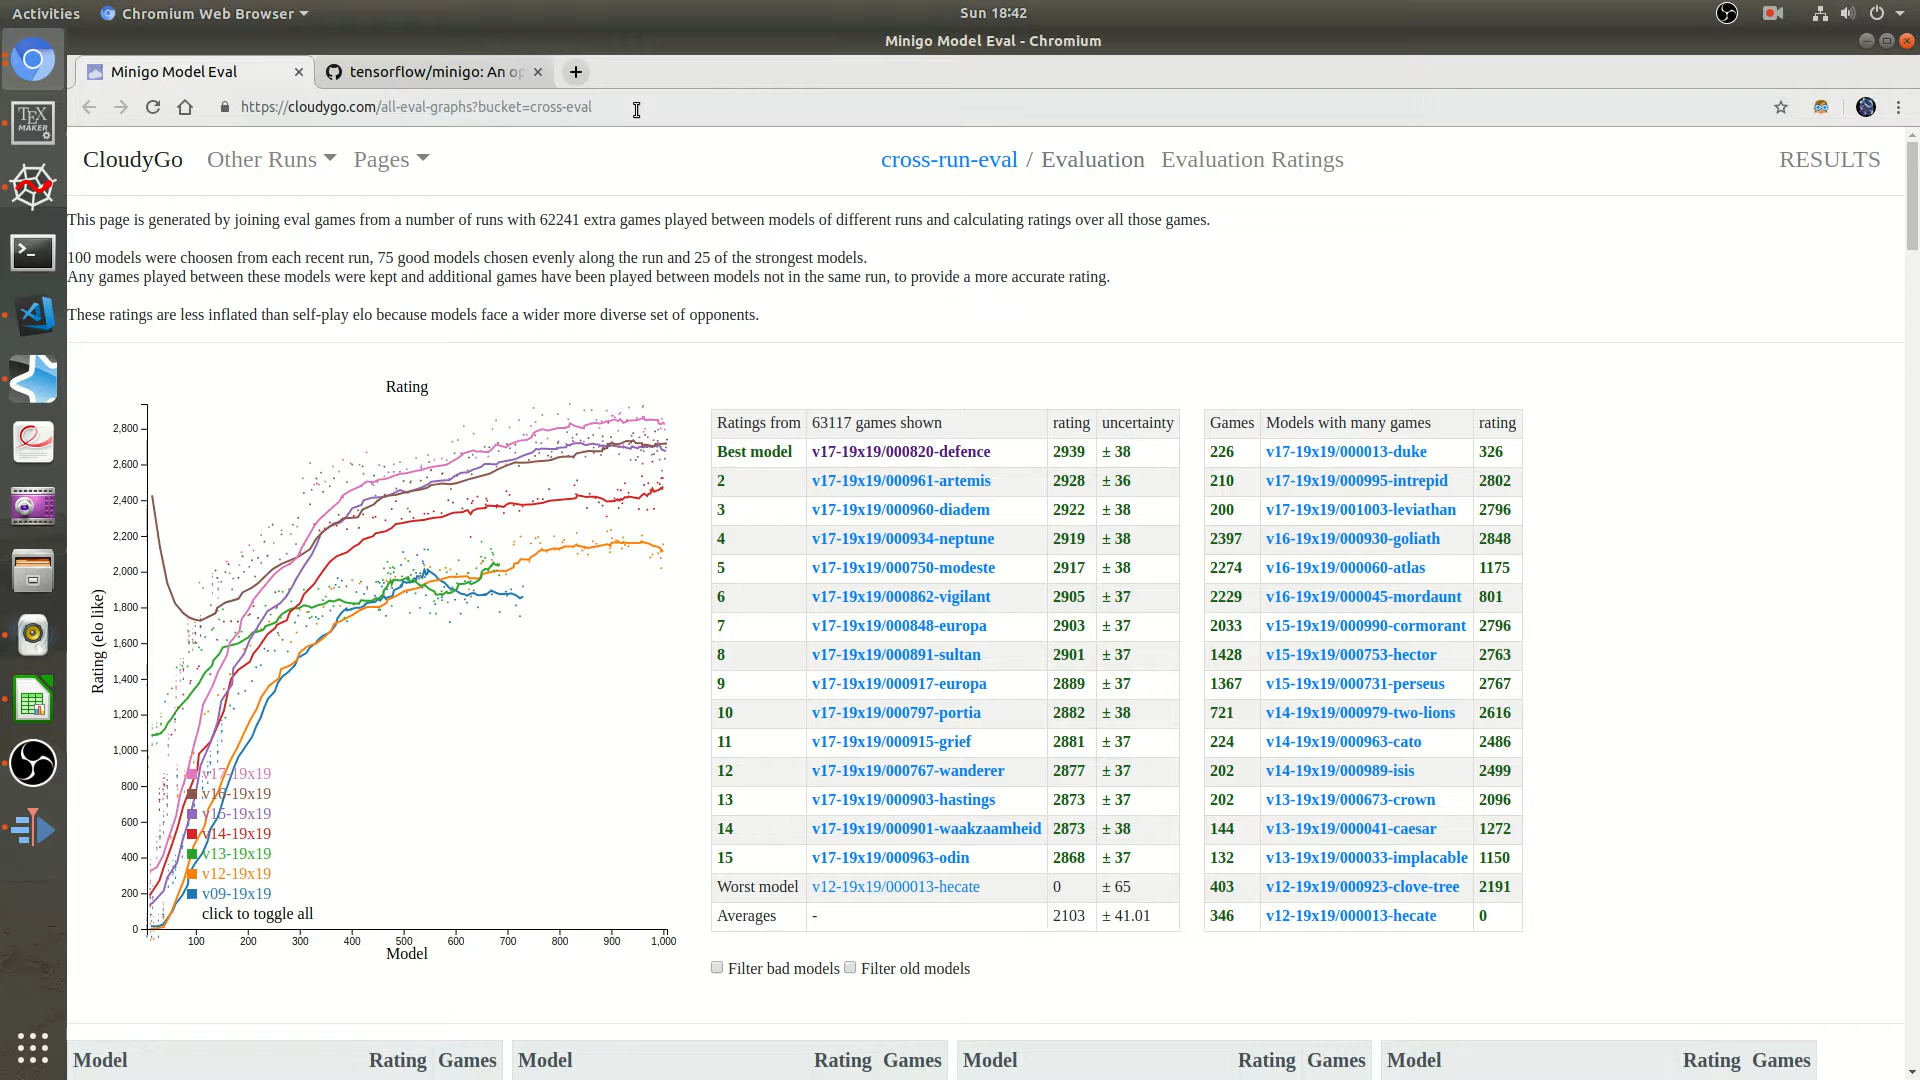 Activities Chromium Web Browser Sun 18:42
Minigo Model Eval - Chromium
Minigo Model Eval tensorflow/minigo: An op
https://cloudygo.com/all-eval-graphs?bucket=cross-eval
CloudyGo Other Runs Pages cross-run-eval / Evaluation Evaluation Ratings RESULTS
This page is generated by joining eval games from a number of runs with 62241 extra games played between models of different runs and calculating ratings over all those games.
100 models were choosen from each recent run, 75 good models chosen evenly along the run and 25 of the strongest models.
Any games played between these models were kept and additional games have been played between models not in the same run, to provide a more accurate rating.
These ratings are less inflated than self-play elo because models face a wider more diverse set of opponents.
Rating
2,800
2,600
2,400
2,200
2,000
1,800
1,600
1,400
1,200
1,000
800
600
400
200
0
Rating (elo like)
v17-19x19
v16-19x19
v15-19x19
v14-19x19
v13-19x19
v12-19x19
v09-19x19
click to toggle all
100 200 300 400 500 600 700 800 900 1,000
Model
Ratings from 63117 games shown rating uncertainty
Best model v17-19x19/000820-defence 2939 ± 38
2 v17-19x19/000961-artemis 2928 ± 36
3 v17-19x19/000960-diadem 2922 ± 38
4 v17-19x19/000934-neptune 2919 ± 38
5 v17-19x19/000750-modeste 2917 ± 38
6 v17-19x19/000862-vigilant 2905 ± 37
7 v17-19x19/000848-europa 2903 ± 37
8 v17-19x19/000891-sultan 2901 ± 37
9 v17-19x19/000917-europa 2889 ± 37
10 v17-19x19/000797-portia 2882 ± 38
11 v17-19x19/000915-grief 2881 ± 37
12 v17-19x19/000767-wanderer 2877 ± 37
13 v17-19x19/000903-hastings 2873 ± 37
14 v17-19x19/000901-waakzaamheid 2873 ± 38
15 v17-19x19/000963-odin 2868 ± 37
Worst model v12-19x19/000013-hecate 0 ± 65
Averages - 2103 ± 41.01
Games Models with many games rating
226 v17-19x19/000013-duke 326
210 v17-19x19/000995-intrepid 2802
200 v17-19x19/001003-leviathan 2796
2397 v16-19x19/000930-goliath 2848
2274 v16-19x19/000060-atlas 1175
2229 v16-19x19/000045-mordaunt 801
2033 v15-19x19/000990-cormorant 2796
1428 v15-19x19/000753-hector 2763
1367 v15-19x19/000731-perseus 2767
721 v14-19x19/000979-two-lions 2616
224 v14-19x19/000963-cato 2486
202 v14-19x19/000989-isis 2499
202 v13-19x19/000673-crown 2096
144 v13-19x19/000041-caesar 1272
132 v13-19x19/000033-implacable 1150
403 v12-19x19/000923-clove-tree 2191
346 v12-19x19/000013-hecate 0
Filter bad models Filter old models
Model Rating Games Model Rating Games Model Rating Games Model Rating Games
TEX
MAKER